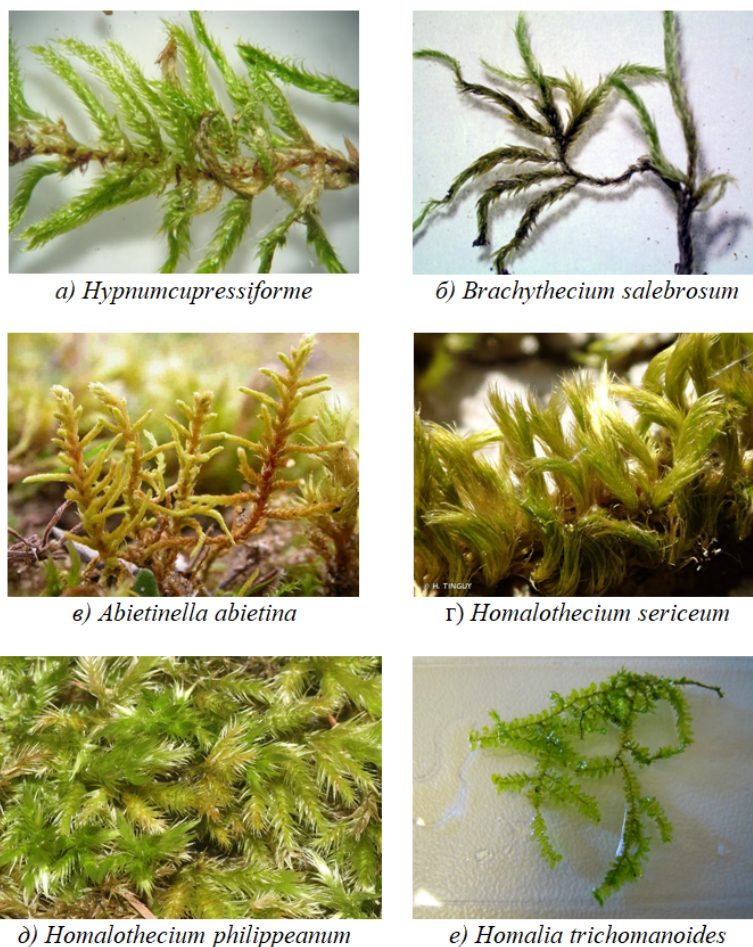 а) Hypnumcupressiforme
б) Brachythecium salebrosum
в) Abietinella abietina
© H. TINGUY
г) Homalothecium sericeum
д) Homalothecium philippeanum
е) Homalia trichomanoides